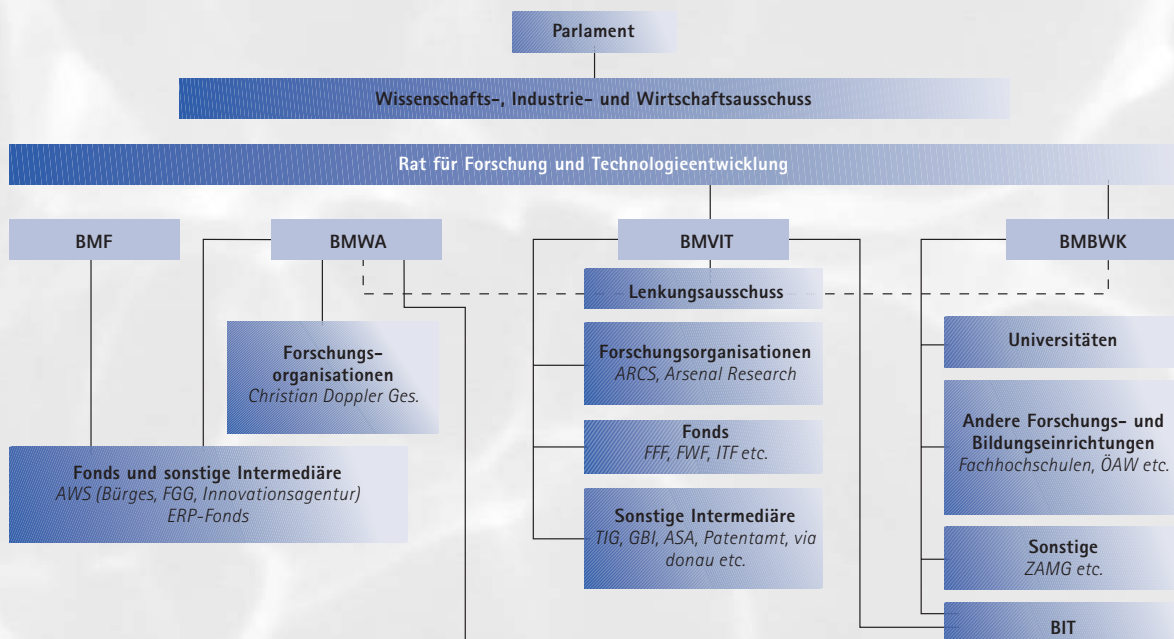 Parlament
Wissenschafts-, Industrie- und Wirtschaftsausschuss
Rat für Forschung und Technologieentwicklung
BMF
BMWA
BMVIT
BMBWK
Lenkungsausschuss
Forschungs-
organisationen
Christian Doppler Ges.
Forschungsorganisationen
ARCS, Arsenal Research
Universitäten
Fonds und sonstige Intermediäre
AWS (Bürges, FGG, Innovationsagentur)
ERP-Fonds
Fonds
FFF, FWF, ITF etc.
Andere Forschungs- und
Bildungseinrichtungen
Fachhochschulen, ÖAW etc.
Sonstige Intermediäre
TIG, GBI, ASA, Patentamt, via
donau etc.
Sonstige
ZAMG etc.
BIT